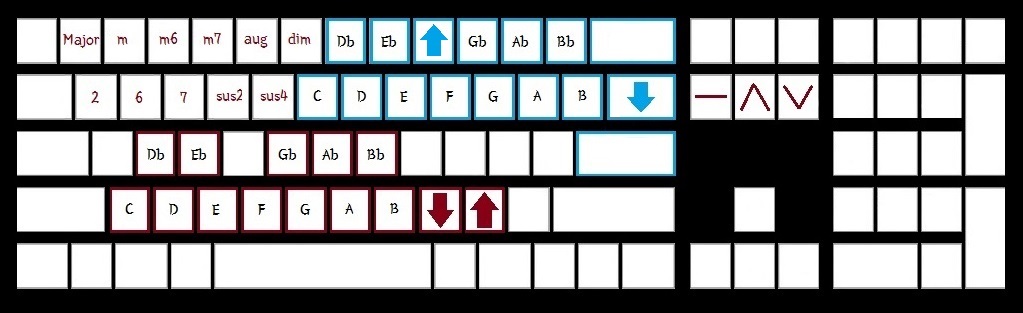 Major m m6 m7 aug dim Db Eb Gb Ab Bb
2 6 7 sus2 sus4 C D E F G A B
Db Eb Gb Ab Bb
C D E F G A B